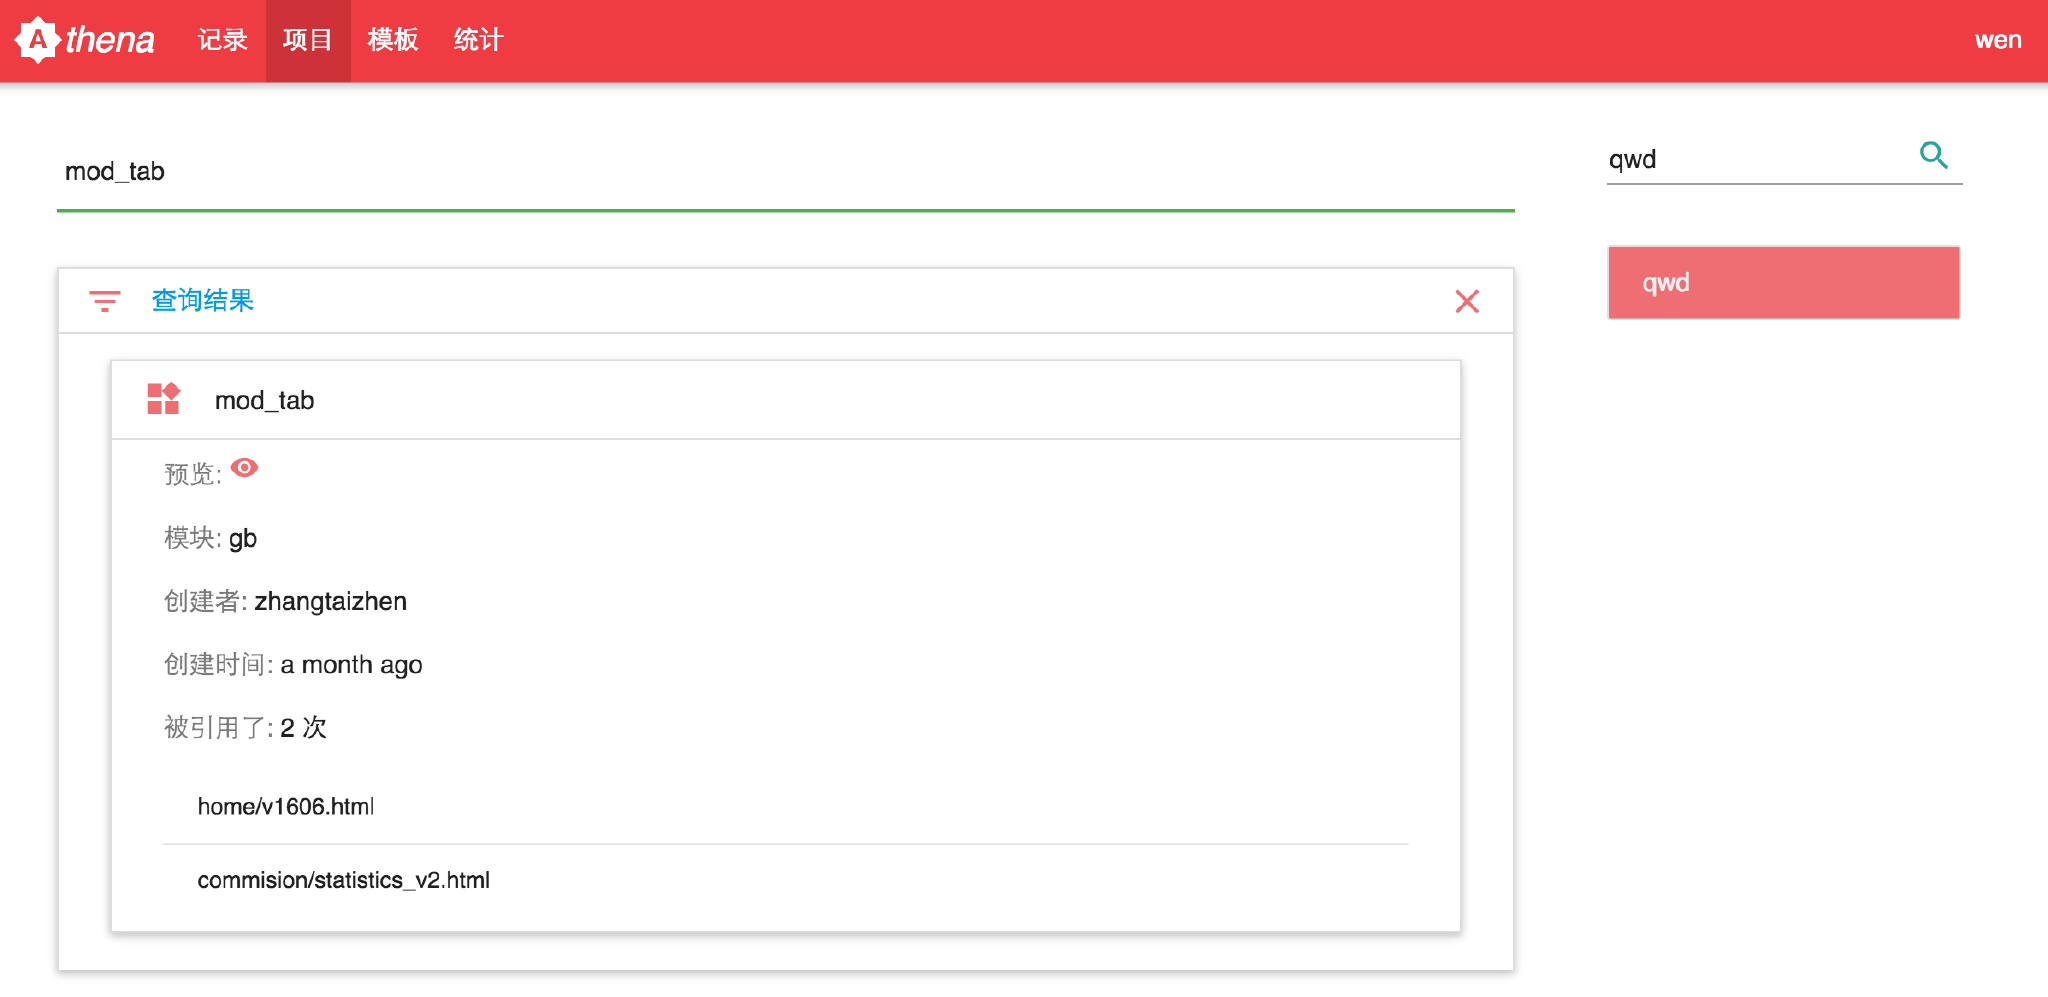 Athena 记录 项目 模板 统计 wen
mod_tab
qwd
qwd
查询结果
mod_tab
预览:
模块: gb
创建者: zhangtaizhen
创建时间: a month ago
被引用了: 2 次
home/v1606.html
commision/statistics_v2.html